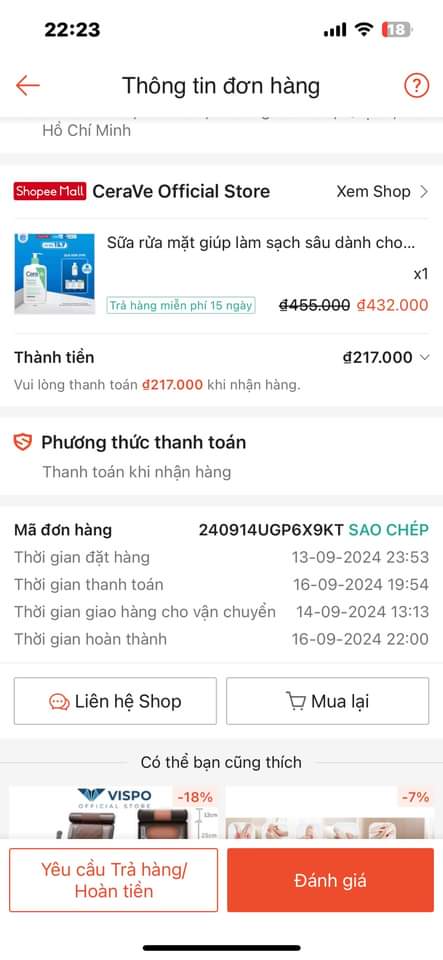 22:23
18
Thông tin đơn hàng
?
Hồ Chí Minh
Shopee Mall CeraVe Official Store Xem Shop
Sữa rửa mặt giúp làm sạch sâu dành cho...
x1
Trả hàng miễn phí 15 ngày ₫455.000 ₫432.000
Thành tiền ₫217.000
Vui lòng thanh toán ₫217.000 khi nhận hàng.
Phương thức thanh toán
Thanh toán khi nhận hàng
Mã đơn hàng 240914UGP6X9KT SAO CHÉP
Thời gian đặt hàng 13-09-2024 23:53
Thời gian thanh toán 16-09-2024 19:54
Thời gian giao hàng cho vận chuyển 14-09-2024 13:13
Thời gian hoàn thành 16-09-2024 22:00
Liên hệ Shop Mua lại
Có thể bạn cũng thích
VISPO
OFFICIAL STORE
-18%
12cm
25cm
-7%
Yêu cầu Trả hàng/
Hoàn tiền
Đánh giá